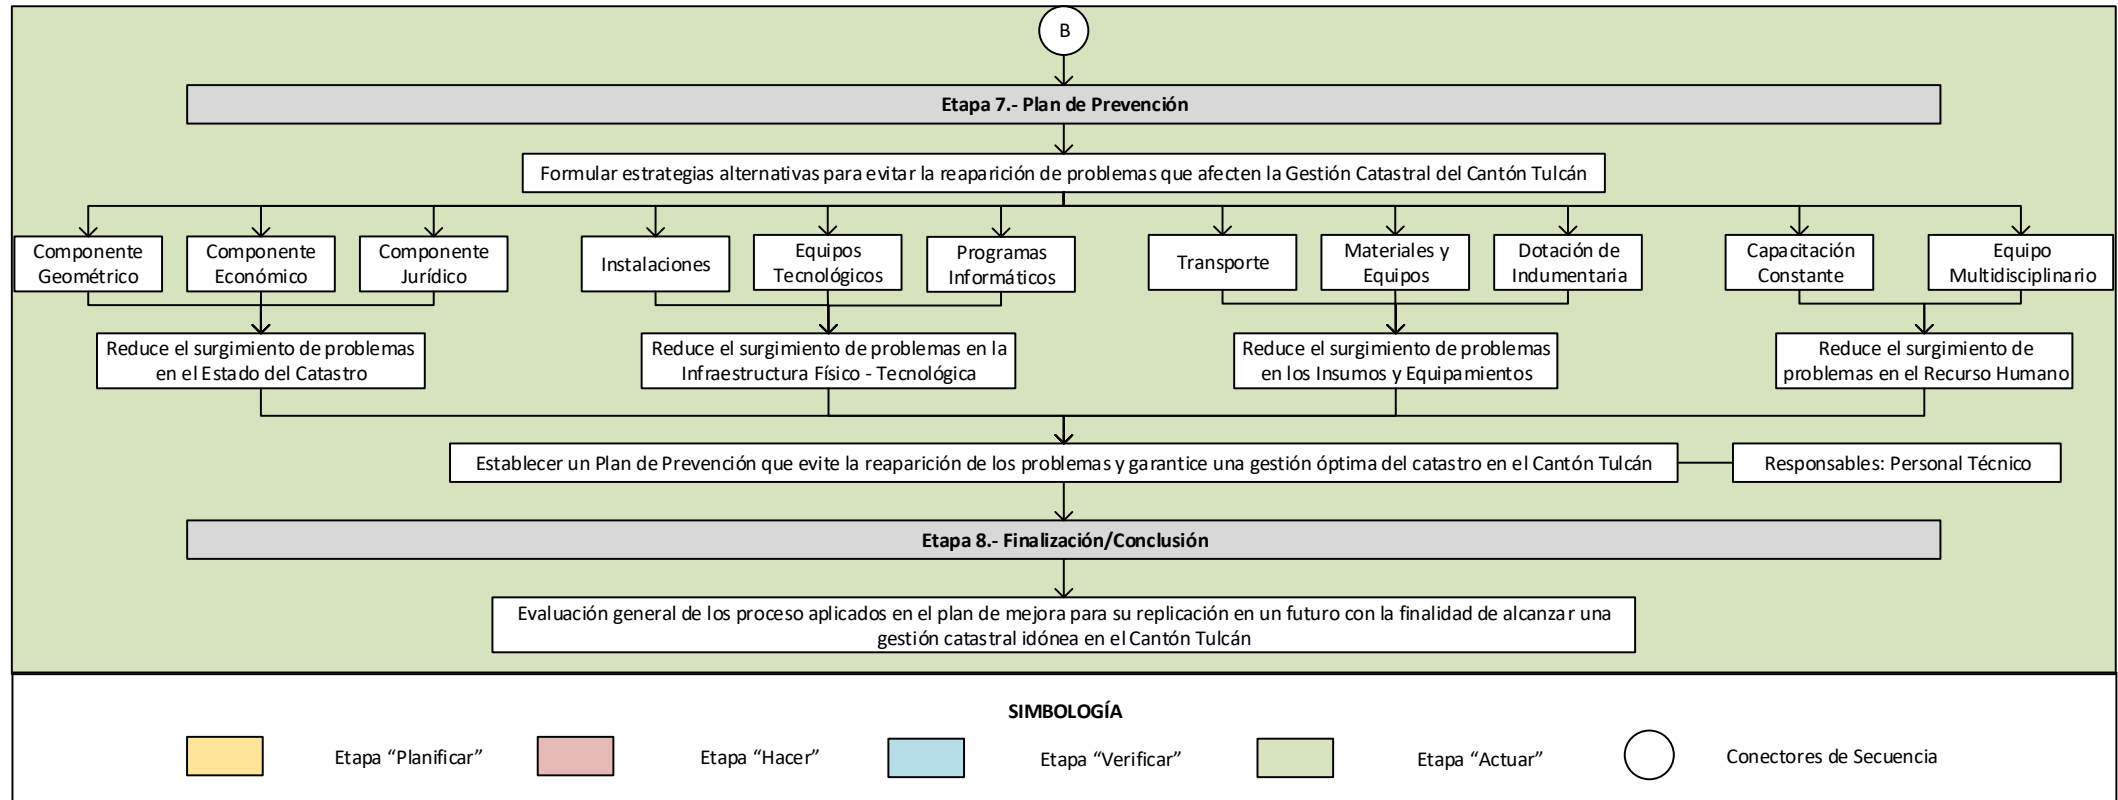 B
Etapa 7.- Plan de Prevención
Formular estrategias alternativas para evitar la reaparición de problemas que afecten la Gestión Catastral del Cantón Tulcán
Componente
Geométrico
Componente
Económico
Componente
Jurídico
Instalaciones
Equipos
Tecnológicos
Programas
Informáticos
Transporte
Materiales y
Equipos
Dotación de
Indumentaria
Capacitación
Constante
Equipo
Multidisciplinario
Reduce el surgimiento de problemas
en el Estado del Catastro
Reduce el surgimiento de problemas en la
Infraestructura Físico - Tecnológica
Reduce el surgimiento de problemas
en los Insumos y Equipamientos
Reduce el surgimiento de
problemas en el Recurso Humano
Establecer un Plan de Prevención que evite la reaparición de los problemas y garantice una gestión óptima del catastro en el Cantón Tulcán
Responsables: Personal Técnico
Etapa 8.- Finalización/Conclusión
Evaluación general de los proceso aplicados en el plan de mejora para su replicación en un futuro con la finalidad de alcanzar una
gestión catastral idónea en el Cantón Tulcán
SIMBOLOGÍA
Etapa “Planificar”
Etapa “Hacer”
Etapa “Verificar”
Etapa “Actuar”
Conectores de Secuencia